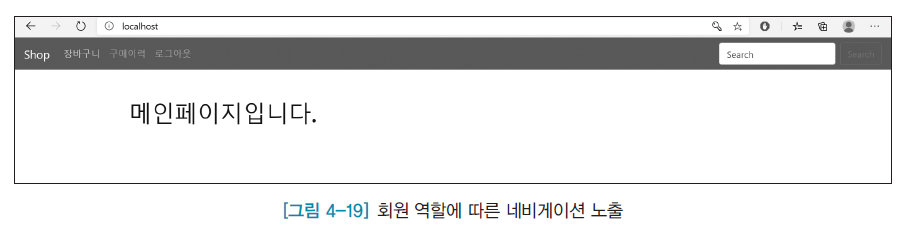 localhost
Shop 장바구니 구매이력 로그아웃 Search Search
메인페이지입니다.
[그림 4-19] 회원 역할에 따른 네비게이션 노출